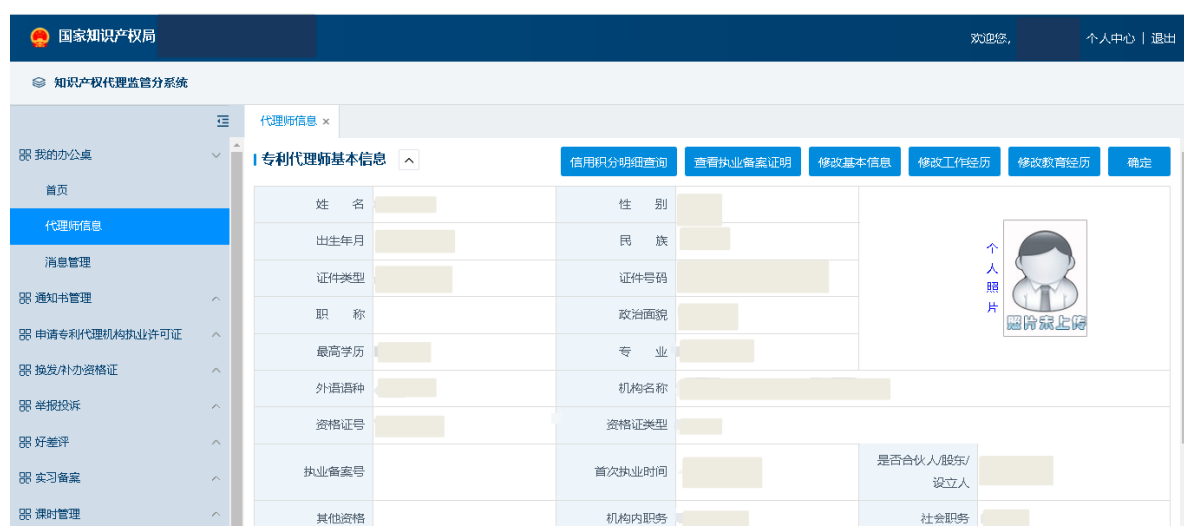 国家知识产权局
欢迎您,
个人中心 | 退出
知识产权代理监管分系统
代理师信息 ×
我的办公桌
首页
代理师信息
消息管理
通知书管理
申请专利代理机构执业许可证
换发/补办资格证
举报投诉
好差评
实习备案
课时管理
专利代理师基本信息
信用积分明细查询 查看执业备案证明 修改基本信息 修改工作经历 修改教育经历 确定
姓 名 性 别
出生年月 民 族
证件类型 证件号码
职 称 政治面貌
最高学历 专 业
个人照片
照片未上传
外语语种 机构名称
资格证号 资格证类型
执业备案号 首次执业时间 是否合伙人/股东/
设立人
其他资格 机构内职务 社会职务